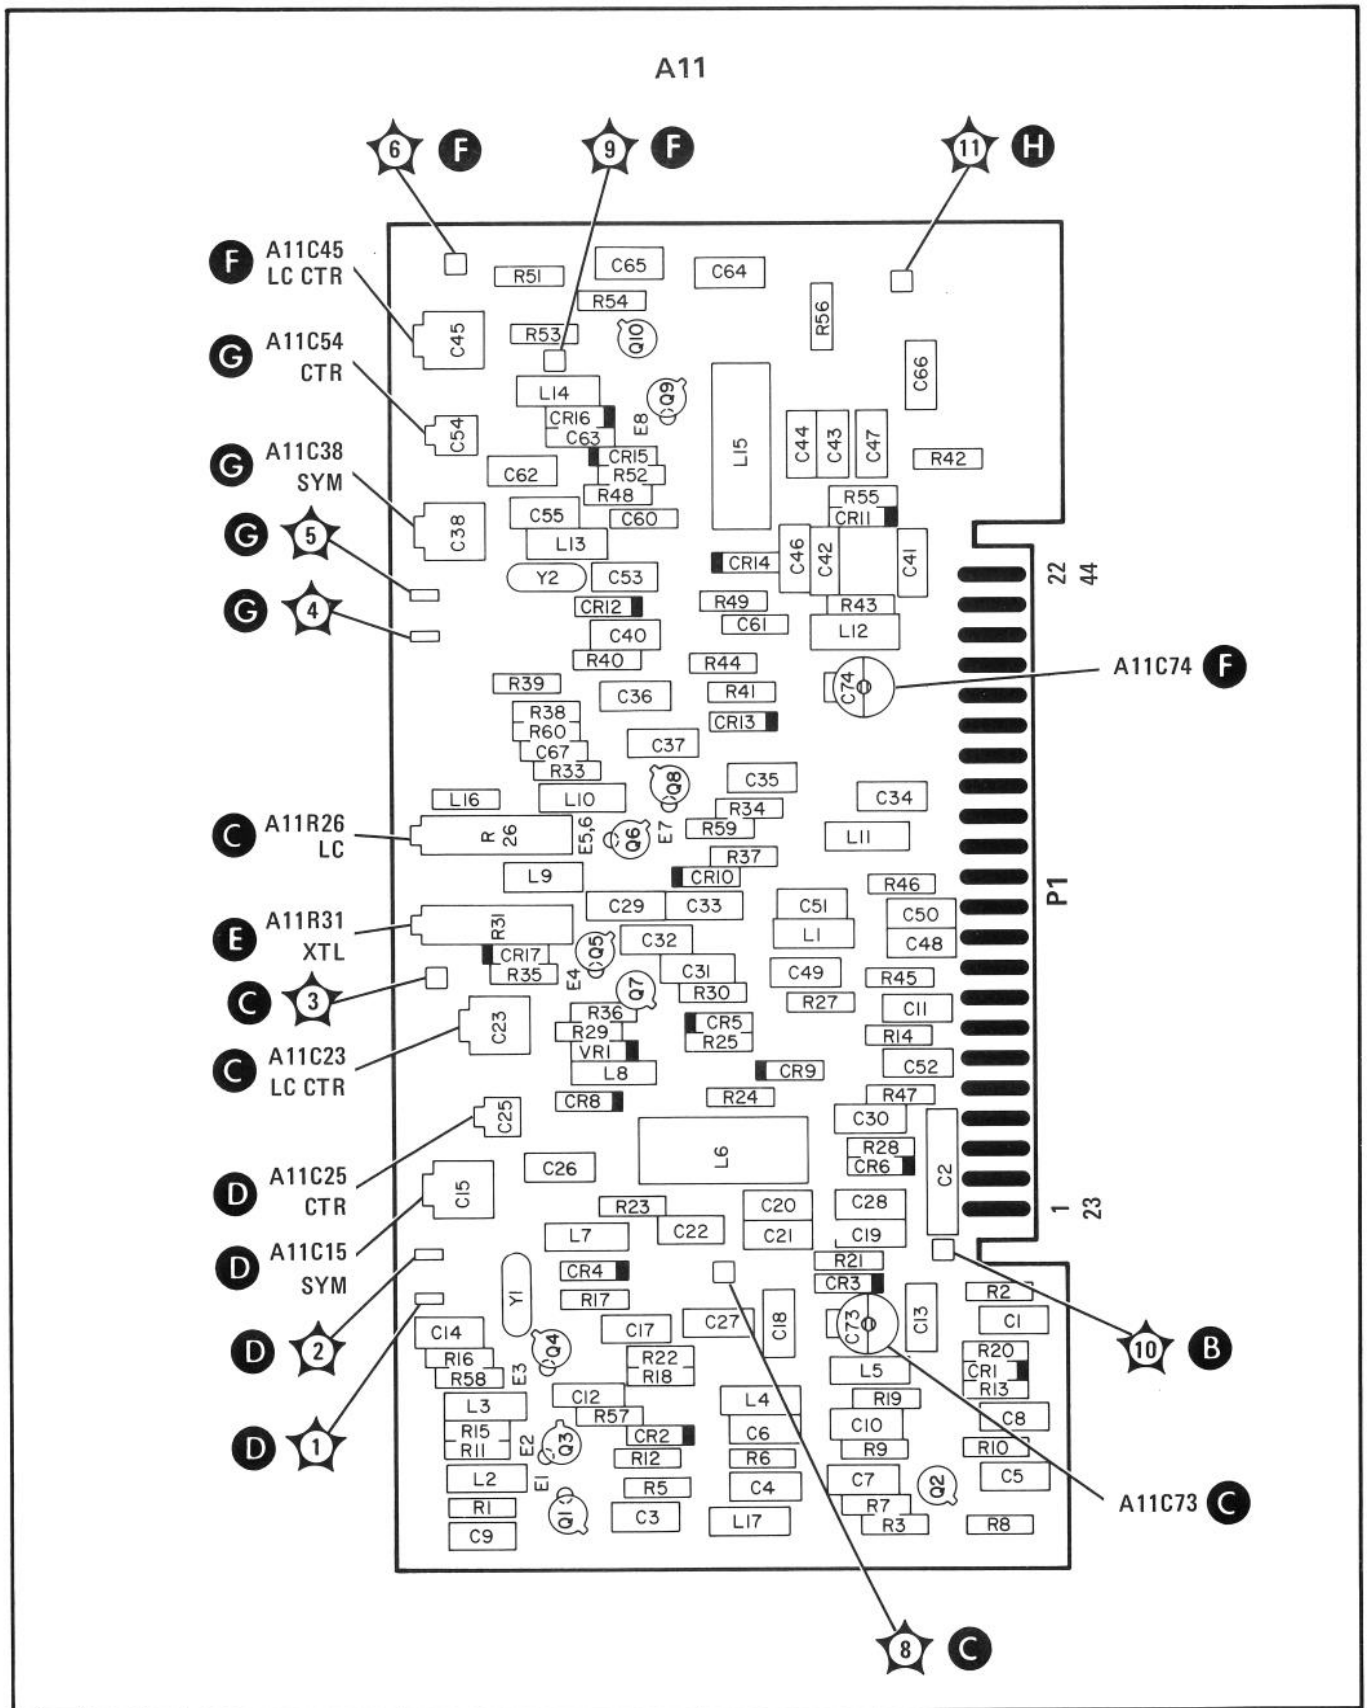 A11
6 F
9 F
11 H
F A11C45
LC CTR
G A11C54
CTR
G A11C38
SYM
G 5
G 4
C A11R26
LC
E A11R31
XTL
C 3
C A11C23
LC CTR
D A11C25
CTR
D A11C15
SYM
D 2
D 1
R51
C65
C64
R54
R53
Q10
R56
C45
C66
L14
Q9
CR16
C63
E8
C54
L15
C44
C43
C47
CR15
R52
R42
C62
R48
R55
C55
C60
CR11
C38
L13
C46
C42
C41
CR14
Y2
C53
22
44
CR12
R49
R43
C61
L12
C40
R40
R44
A11C74 F
R39
C36
R41
C74
R38
CR13
R60
C37
C67
R33
C35
Q8
L16
L10
C34
R34
R 26
E5,6
Q6
E7
R59
L11
R37
L9
CR10
R46
P1
C29
C33
C51
C50
R31
L1
C48
C32
CR17
Q5
R35
E4
C31
C49
R45
Q7
R30
R27
C11
C23
R36
CR5
R29
R25
R14
VR1
L8
CR9
C52
CR8
R24
R47
C25
C30
L6
R28
CR6
C2
C26
C15
R23
C20
C28
1
23
C22
L7
C21
C19
R21
CR4
CR3
Y1
R17
R2
C14
C17
C27
C18
C73
C13
C1
Q4
R16
R22
R20
R58
E3
R18
L5
CR1
R13
10 B
L3
C12
L4
R19
R57
C8
R15
C6
C10
R11
E2
Q3
CR2
R12
R6
R9
R10
L2
E1
R5
C4
C7
Q2
C5
R1
R7
Q1
C3
L17
R3
R8
C9
A11C73 C
8 C